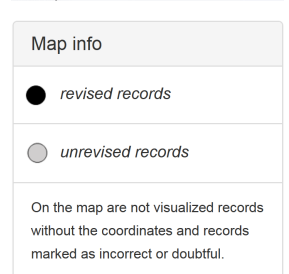 Map info
revised records
unrevised records
On the map are not visualized records
without the coordinates and records
marked as incorrect or doubtful.